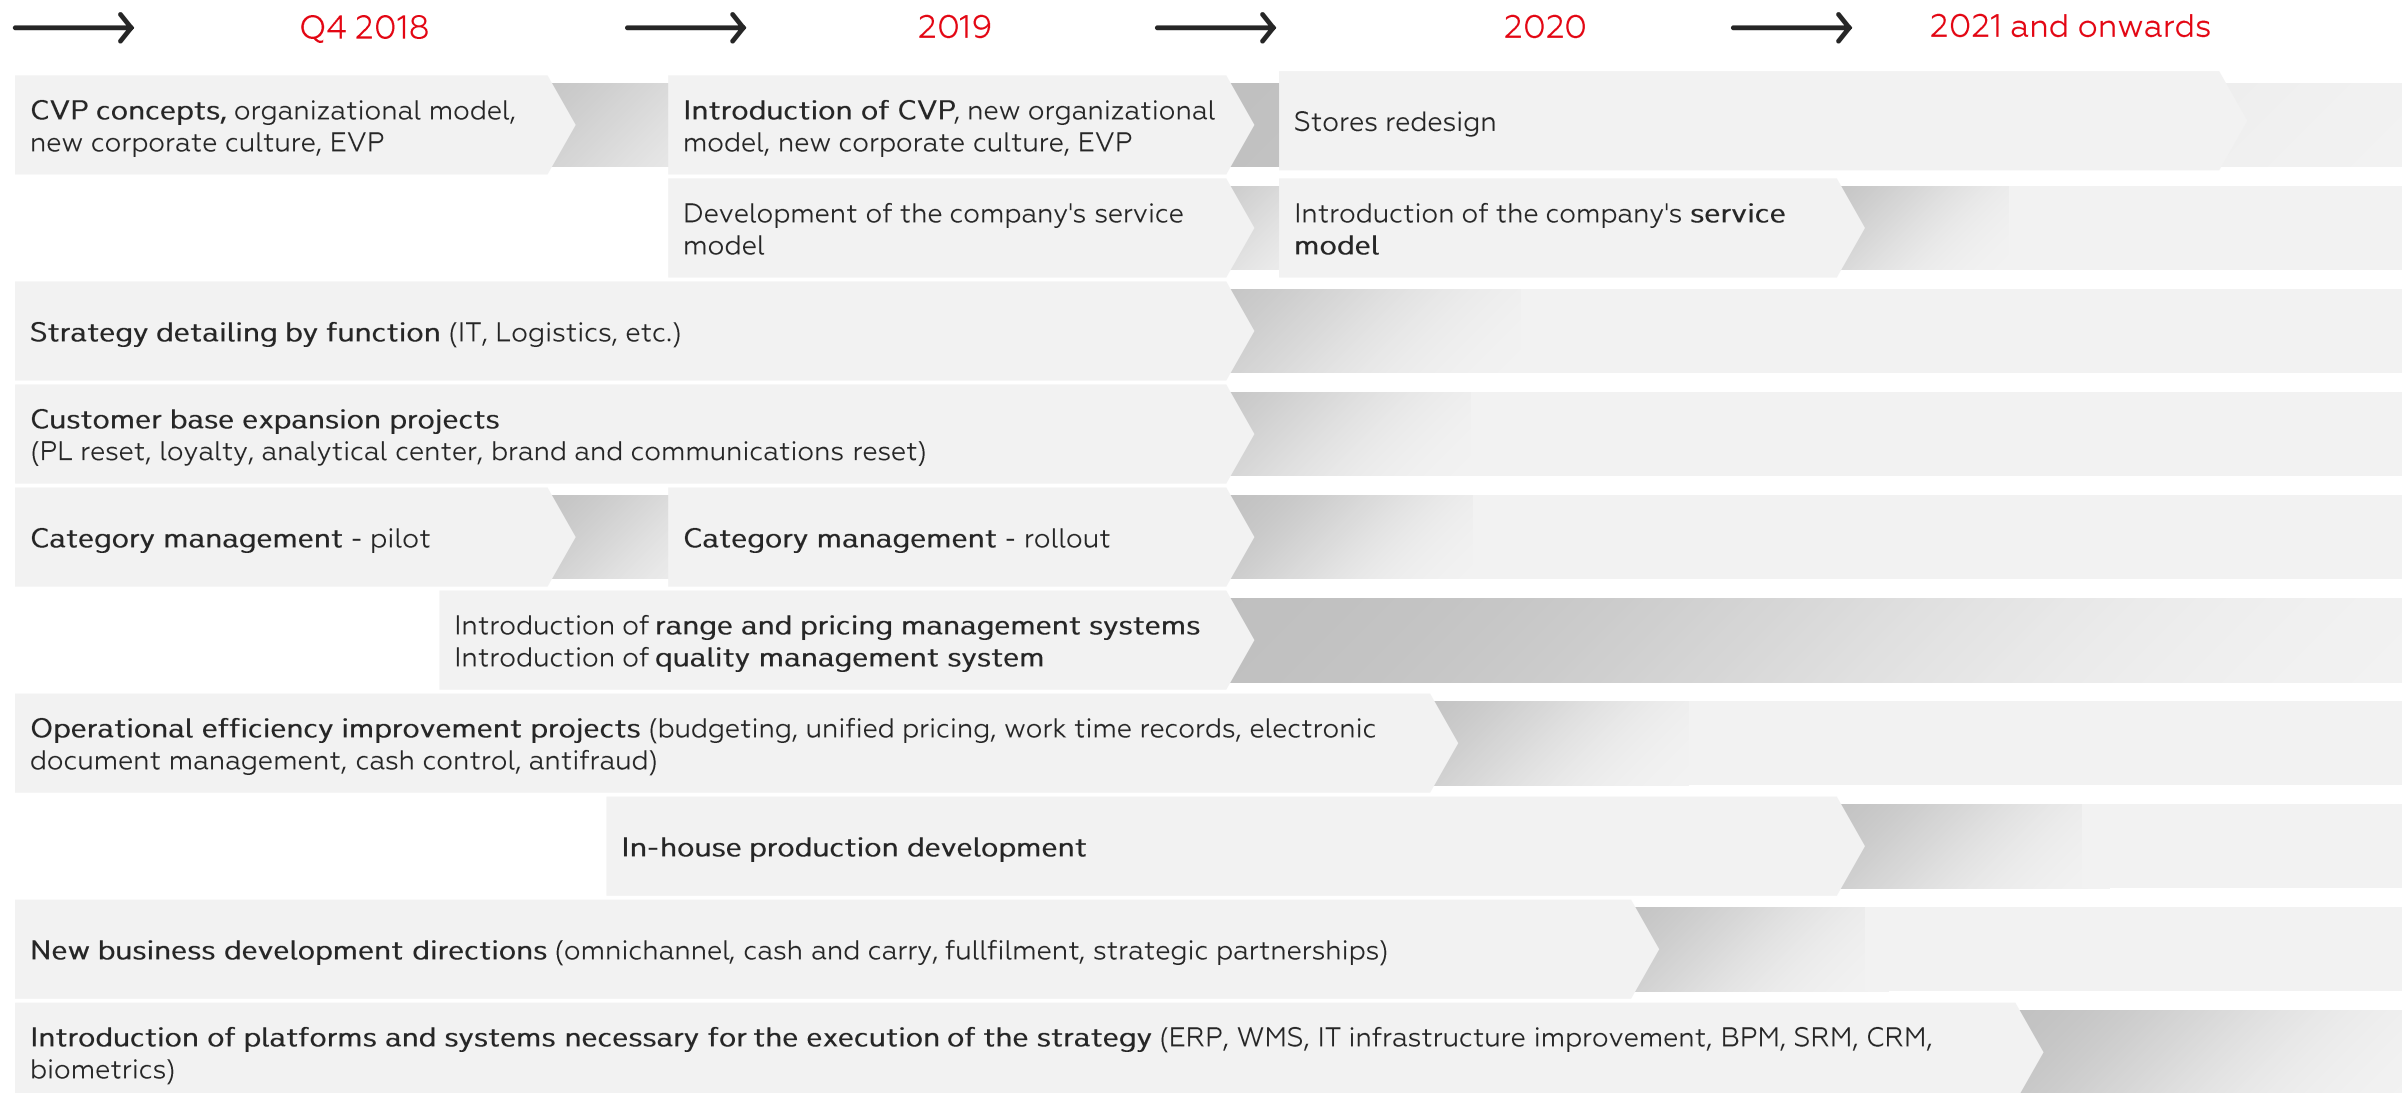 Q4 2018
2019
2020
2021 and onwards
CVP concepts, organizational model,
new corporate culture, EVP
Introduction of CVP, new organizational
model, new corporate culture, EVP
Stores redesign
Development of the company's service
model
Introduction of the company's service
model
Strategy detailing by function (IT, Logistics, etc.)
Customer base expansion projects
(PL reset, loyalty, analytical center, brand and communications reset)
Category management - pilot
Category management - rollout
Introduction of range and pricing management systems
Introduction of quality management system
Operational efficiency improvement projects (budgeting, unified pricing, work time records, electronic
document management, cash control, antifraud)
In-house production development
New business development directions (omnichannel, cash and carry, fullfilment, strategic partnerships)
Introduction of platforms and systems necessary for the execution of the strategy (ERP, WMS, IT infrastructure improvement, BPM, SRM, CRM,
biometrics)